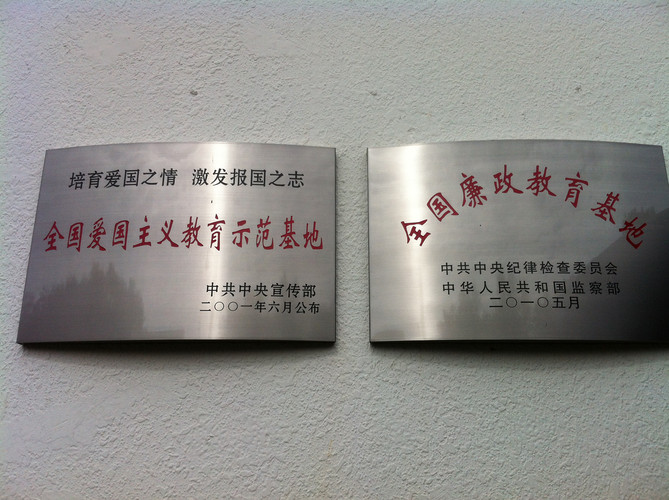 培育爱国之情 激发报国之志
全国爱国主义教育示范基地
中共中央宣传部
二〇〇一年六月公布
全国廉政教育基地
中共中央纪律检查委员会
中华人民共和国监察部
二〇一〇五月